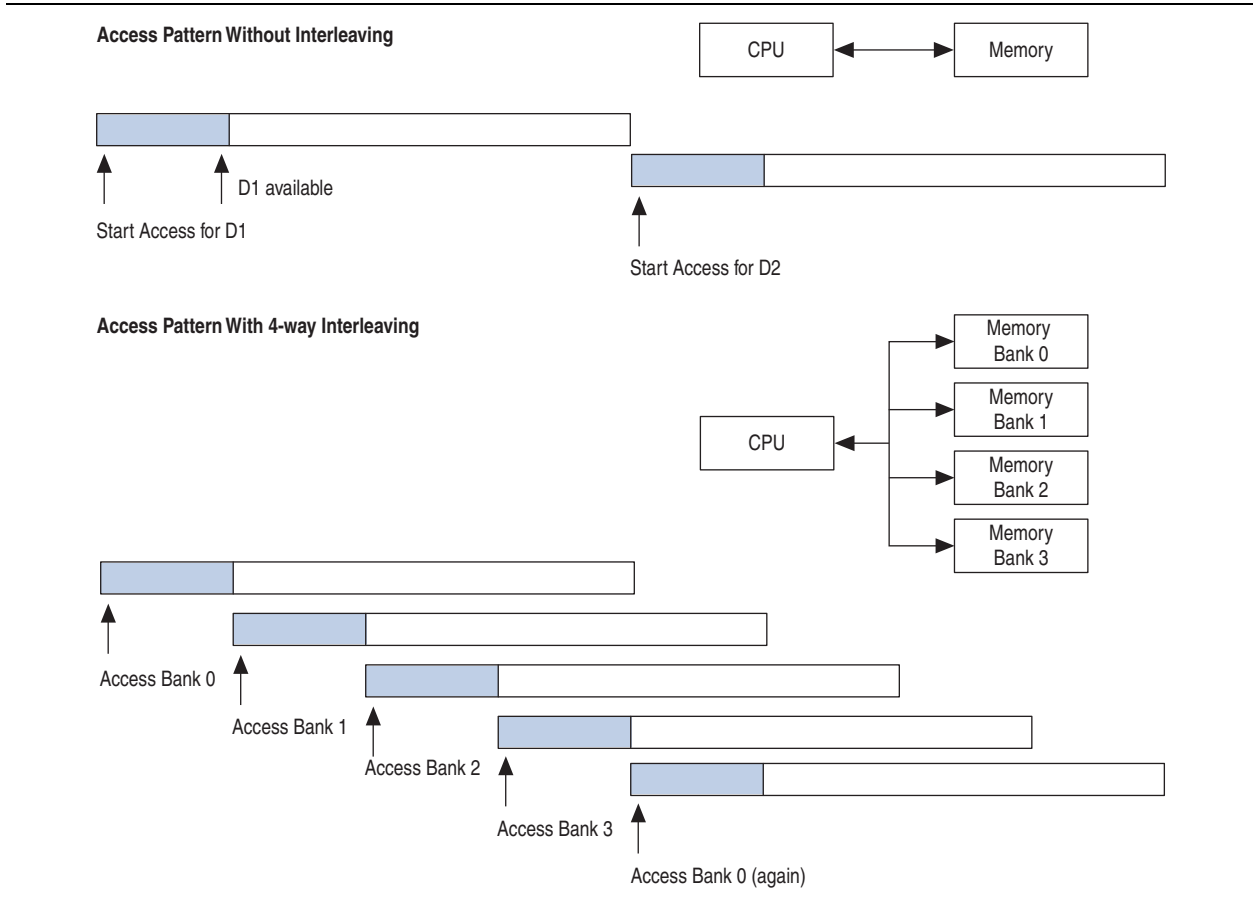 Access Pattern Without Interleaving
CPU
Memory
D1 available
Start Access for D1
Start Access for D2
Access Pattern With 4-way Interleaving
Memory
Bank 0
Memory
Bank 1
CPU
Memory
Bank 2
Memory
Bank 3
Access Bank 0
Access Bank 1
Access Bank 2
Access Bank 3
Access Bank 0 (again)